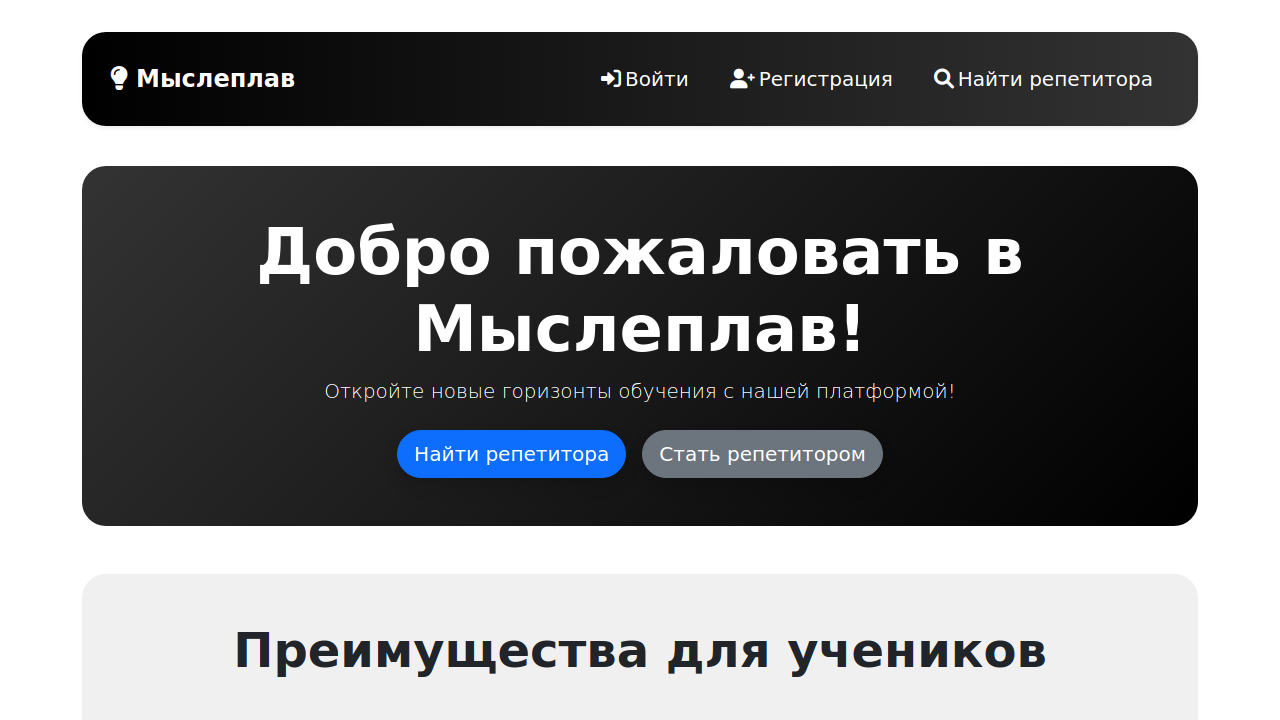 Мыслеплав
Войти
Регистрация
Найти репетитора
Добро пожаловать в
Мыслеплав!
Откройте новые горизонты обучения с нашей платформой!
Найти репетитора
Стать репетитором
Преимущества для учеников